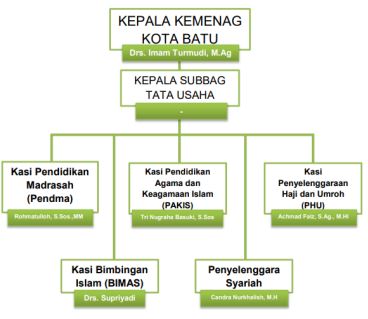 KEPALA KEMENAG
KOTA BATU
Drs. Imam Turmudi, M.Ag
KEPALA SUBBAG
TATA USAHA
-
Kasi Pendidikan
Madrasah
(Pendma)
Rohmatulloh, S.Sos.,MM
Kasi Pendidikan
Agama dan
Keagamaan Islam
(PAKIS)
Tri Nugraha Basuki, S.Sos
Kasi
Penyelenggaraan
Haji dan Umroh
(PHU)
Achmad Faiz, S.Ag., M.HI
Kasi Bimbingan
Islam (BIMAS)
Drs. Supriyadi
Penyelenggara
Syariah
Candra Nurkhalish, M.H